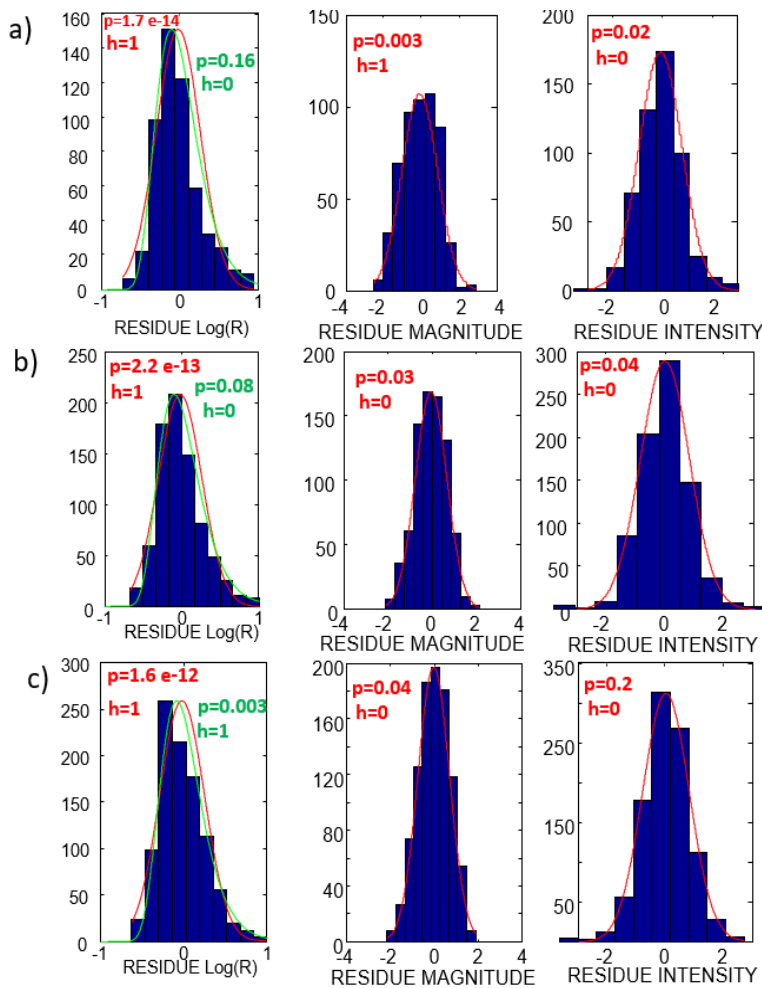 a)
p=1.7 e-14
h=1
p=0.16
h=0
160
140
120
100
80
60
40
20
0
-1
0
1
RESIDUE Log(R)
p=0.003
h=1
150
100
50
0
-4
-2
0
2
4
RESIDUE MAGNITUDE
p=0.02
h=0
200
150
100
50
0
-2
0
2
RESIDUE INTENSITY
b)
p=2.2 e-13
h=1
p=0.08
h=0
250
200
150
100
50
0
-1
0
1
RESIDUE Log(R)
p=0.03
h=0
200
150
100
50
0
-4
-2
0
2
4
RESIDUE MAGNITUDE
p=0.04
h=0
300
250
200
150
100
50
0
-2
0
2
RESIDUE INTENSITY
c)
p=1.6 e-12
h=1
p=0.003
h=1
300
250
200
150
100
50
0
-1
0
1
RESIDUE Log(R)
p=0.04
h=0
200
160
120
80
40
0
-4
-2
0
2
4
RESIDUE MAGNITUDE
p=0.2
h=0
350
250
150
50
0
-2
0
2
RESIDUE INTENSITY